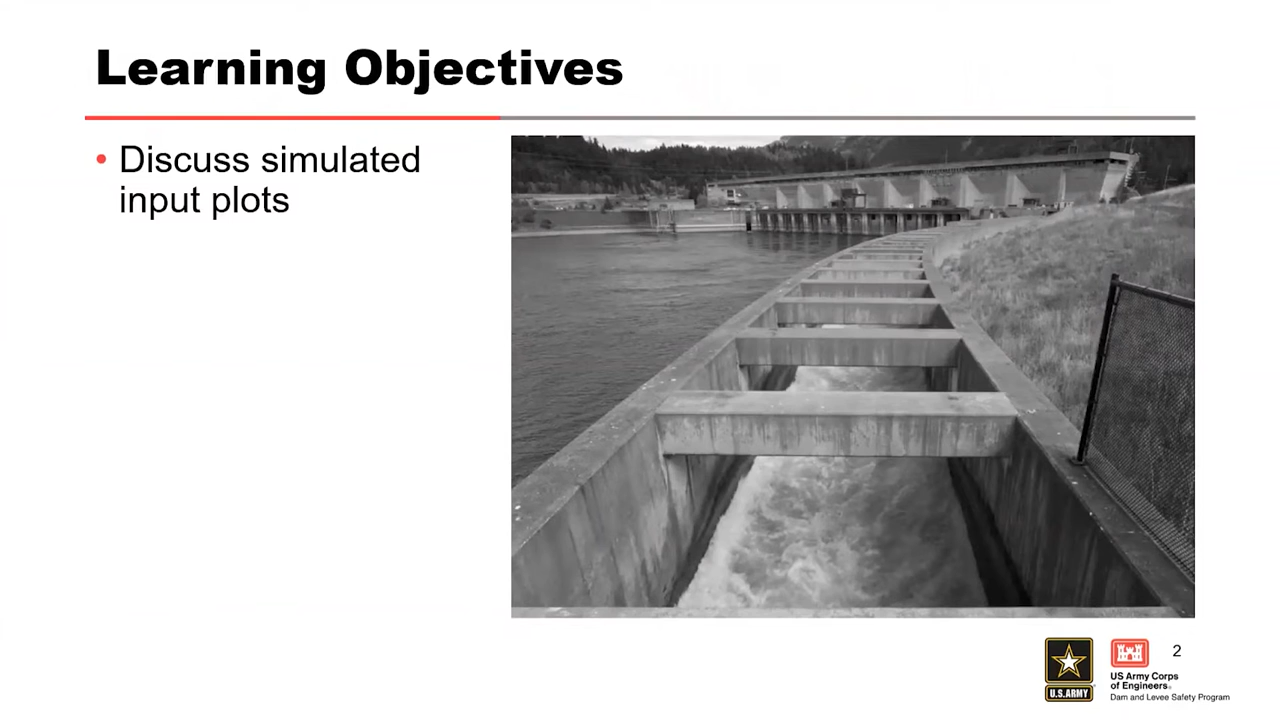 Learning Objectives
• Discuss simulated
input plots
U.S. ARMY
US Army Corps
of Engineers®
Dam and Levee Safety Program
2